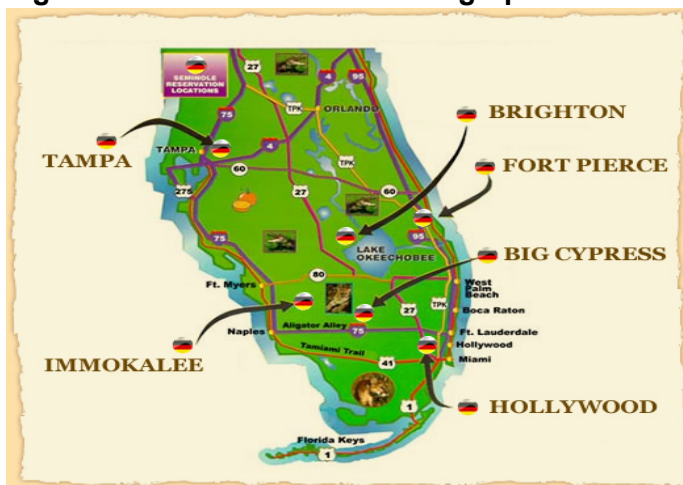 SEMINOLE
RESERVATION
LOCATIONS
27
4
95
TPK
ORLANDO
BRIGHTON
75
TAMPA
TAMPA
4
TPK
FORT PIERCE
60
60
275
27
95
75
LAKE
OKEECHOBEE
BIG CYPRESS
80
Ft. Myers
West
Palm
Beach
TPK
27
Boca Raton
Naples
Aligator Alley
75
Ft. Lauderdale
Hollywood
Tamiami Trail
41
Miami
IMMOKALEE
1
HOLLYWOOD
Florida Keys
1